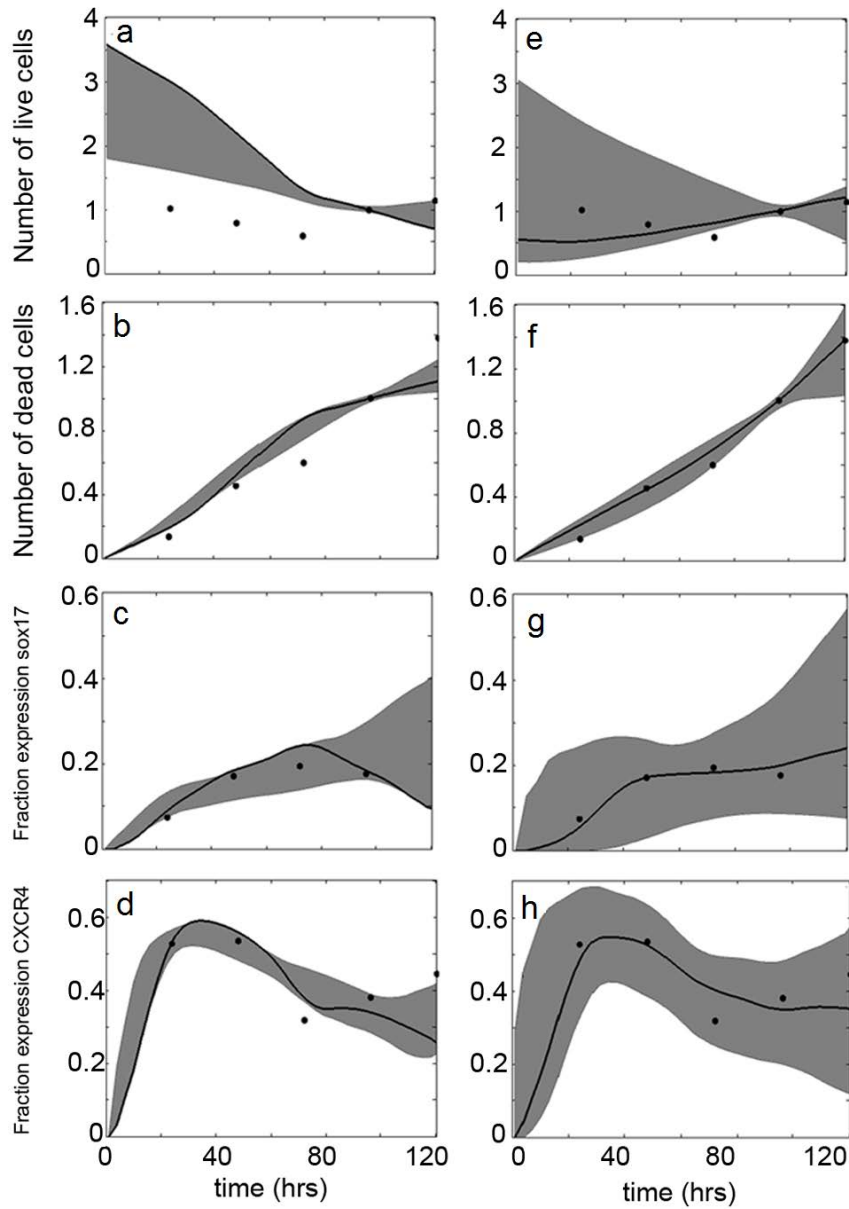 a
Number of live cells
4
3
2
1
0
e
4
3
2
1
0
b
Number of dead cells
1.6
1.2
0.8
0.4
0
f
1.6
1.2
0.8
0.4
0
c
Fraction expression sox17
0.6
0.4
0.2
0
g
0.6
0.4
0.2
0
d
Fraction expression CXCR4
0.6
0.4
0.2
0
0 40 80 120
time (hrs)
h
0.6
0.4
0.2
0
0 40 80 120
time (hrs)